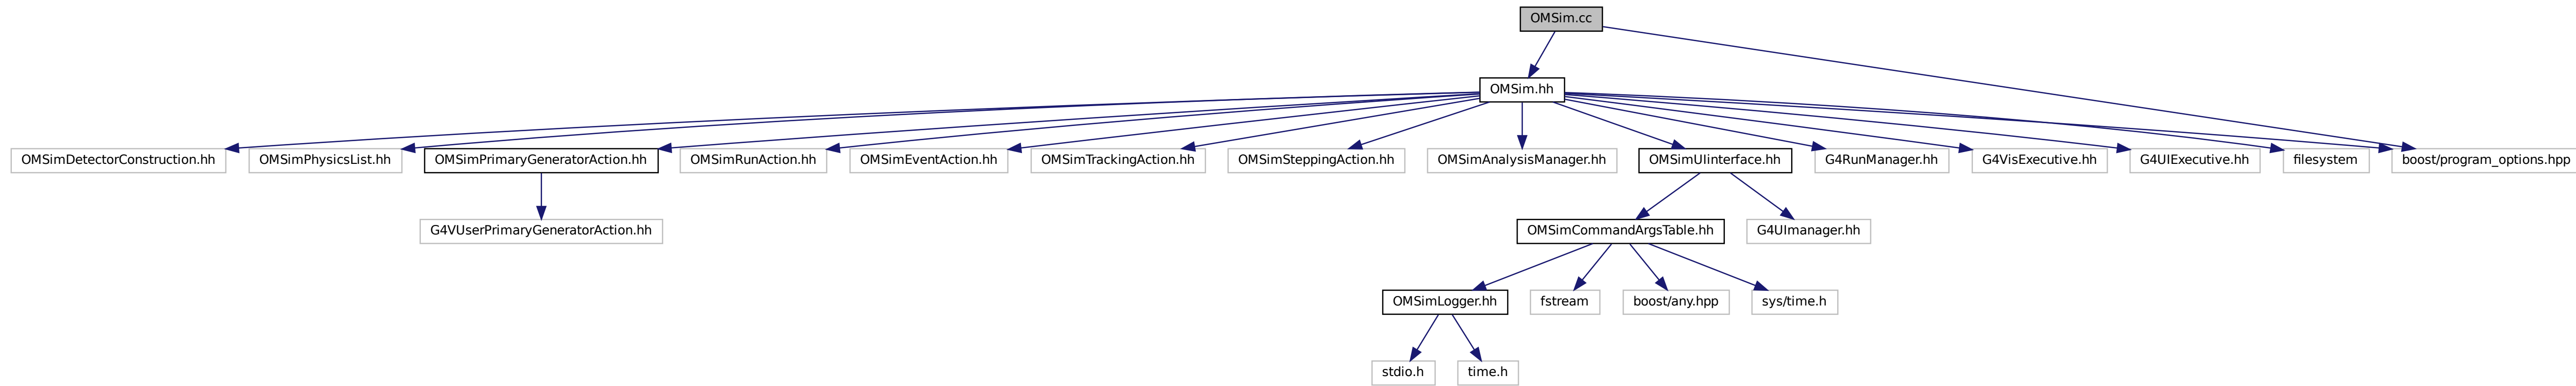 OMSim.cc
OMSim.hh
OMSimDetectorConstruction.hh
OMSimPhysicsList.hh
OMSimPrimaryGeneratorAction.hh
OMSimRunAction.hh
OMSimEventAction.hh
OMSimTrackingAction.hh
OMSimSteppingAction.hh
OMSimAnalysisManager.hh
OMSimUIinterface.hh
G4RunManager.hh
G4VisExecutive.hh
G4UIExecutive.hh
filesystem
boost/program_options.hpp
G4VUserPrimaryGeneratorAction.hh
OMSimCommandArgsTable.hh
G4UImanager.hh
OMSimLogger.hh
fstream
boost/any.hpp
sys/time.h
stdio.h
time.h